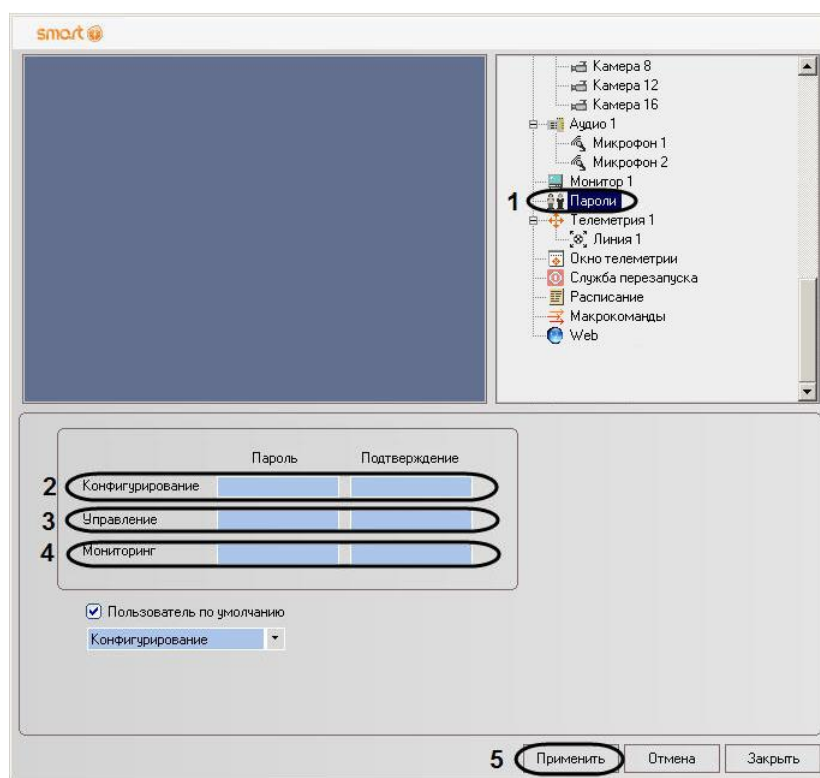 smart
Камера 8
Камера 12
Камера 16
Аудио 1
Микрофон 1
Микрофон 2
Монитор 1
1 Пароли
Телеметрия 1
Линия 1
Окно телеметрии
Служба перезапуска
Расписание
Макрокоманды
Web
Пароль Подтверждение
2 Конфигурирование
3 Управление
4 Мониторинг
Пользователь по умолчанию
Конфигурирование
5 Применить Отмена Закрыть